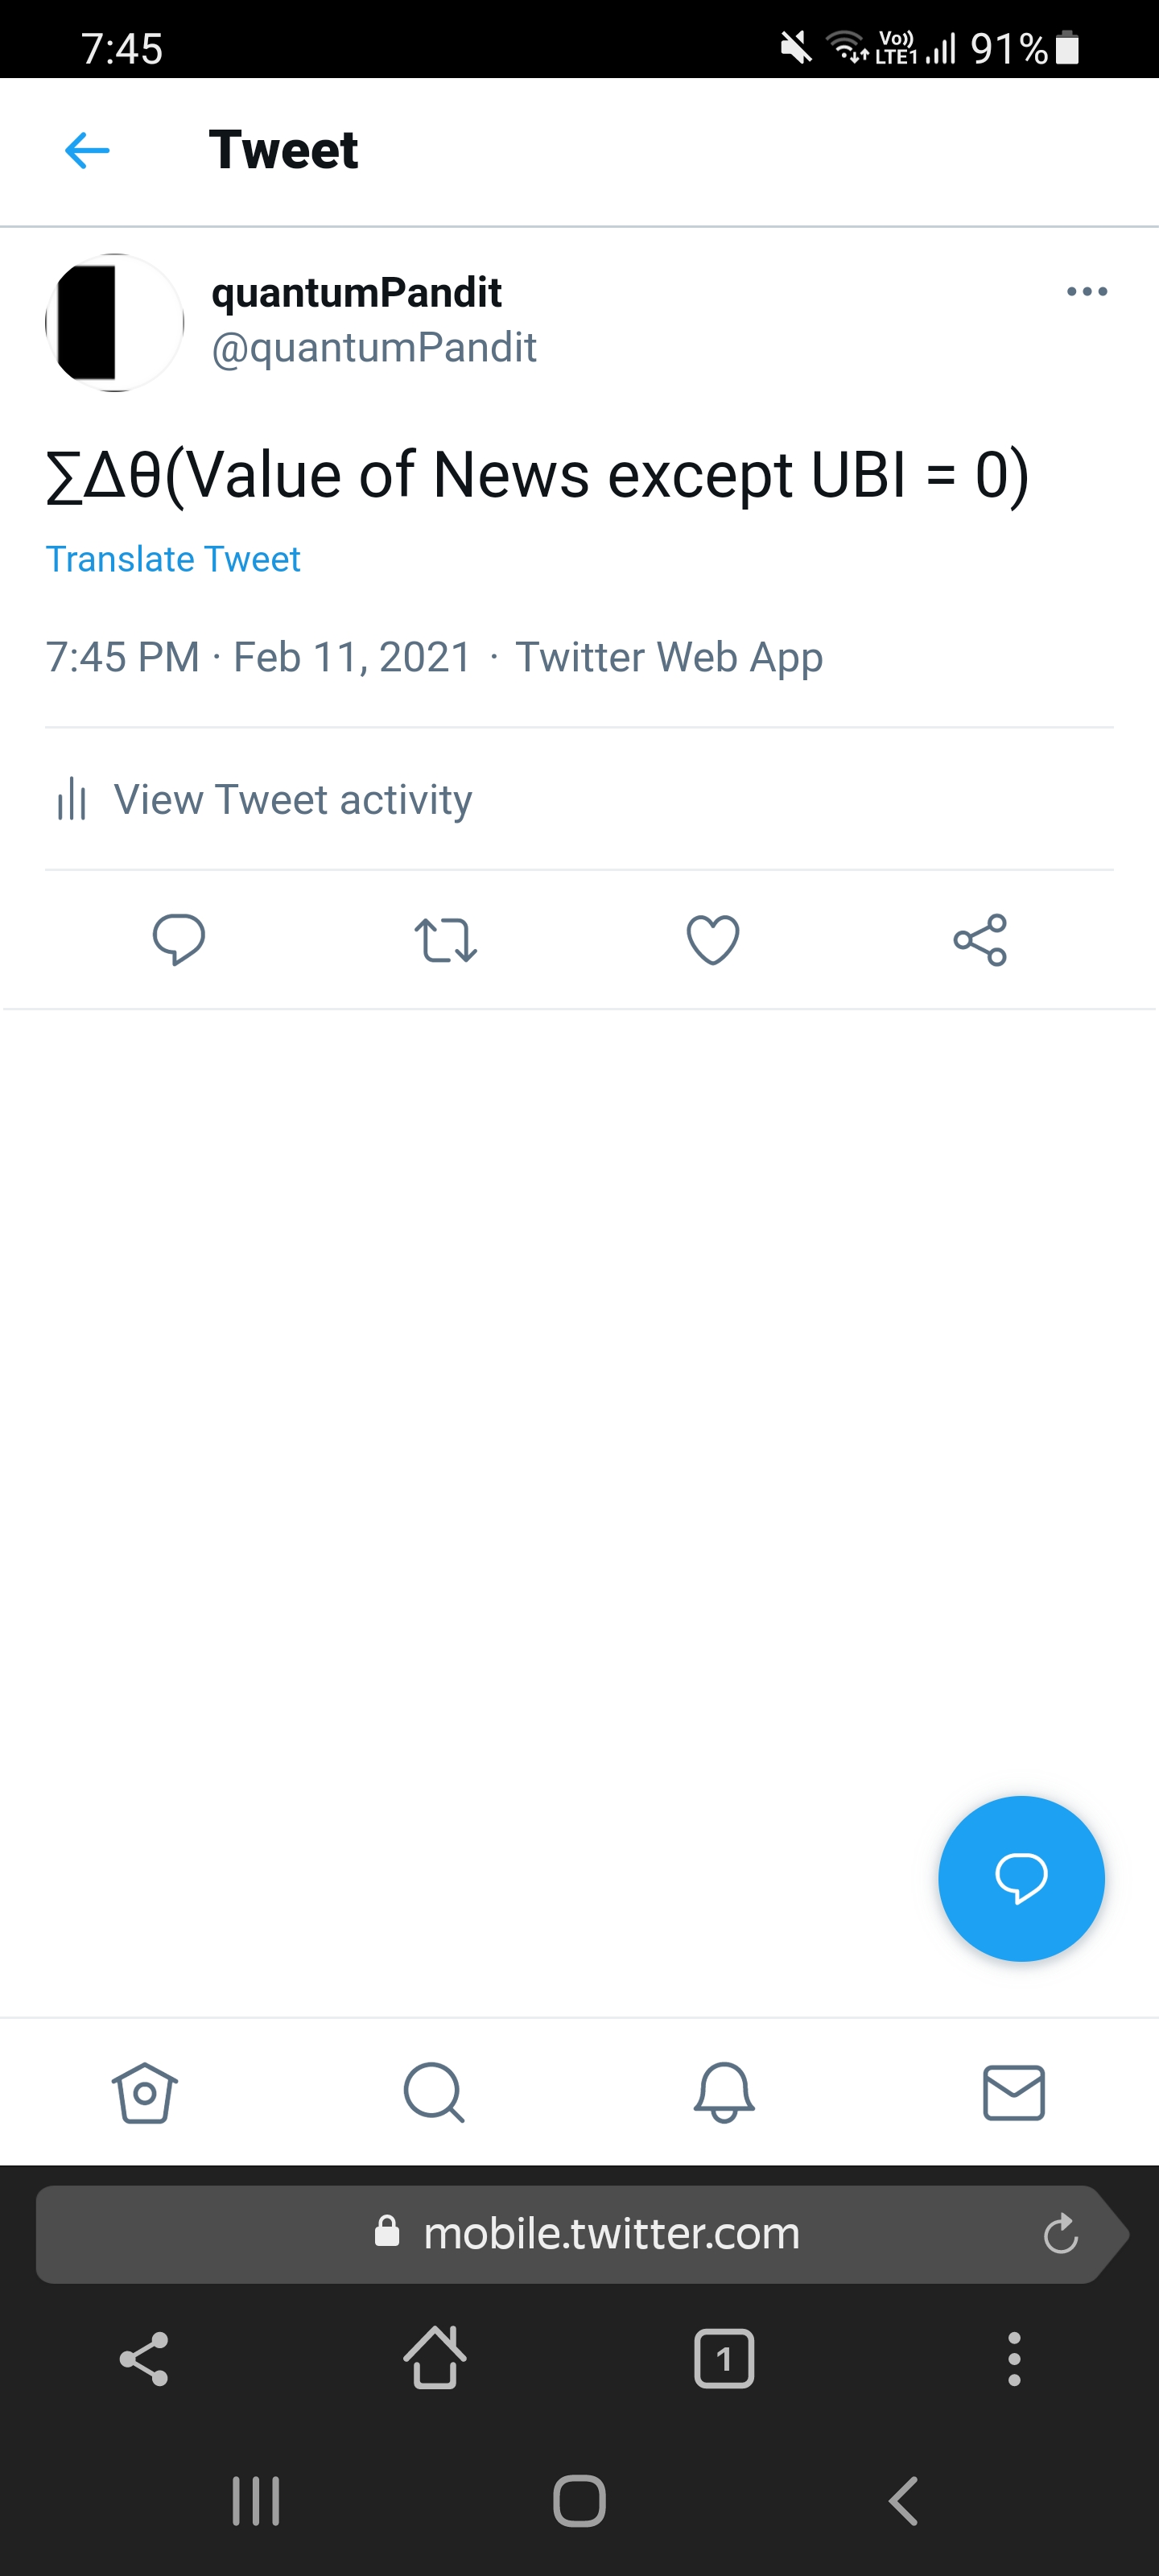 7:45 Vo)) LTE1 91%
Tweet
quantumPandit
@quantumPandit
∑Δθ(Value of News except UBI = 0)
Translate Tweet
7:45 PM · Feb 11, 2021 · Twitter Web App
View Tweet activity
mobile.twitter.com
1